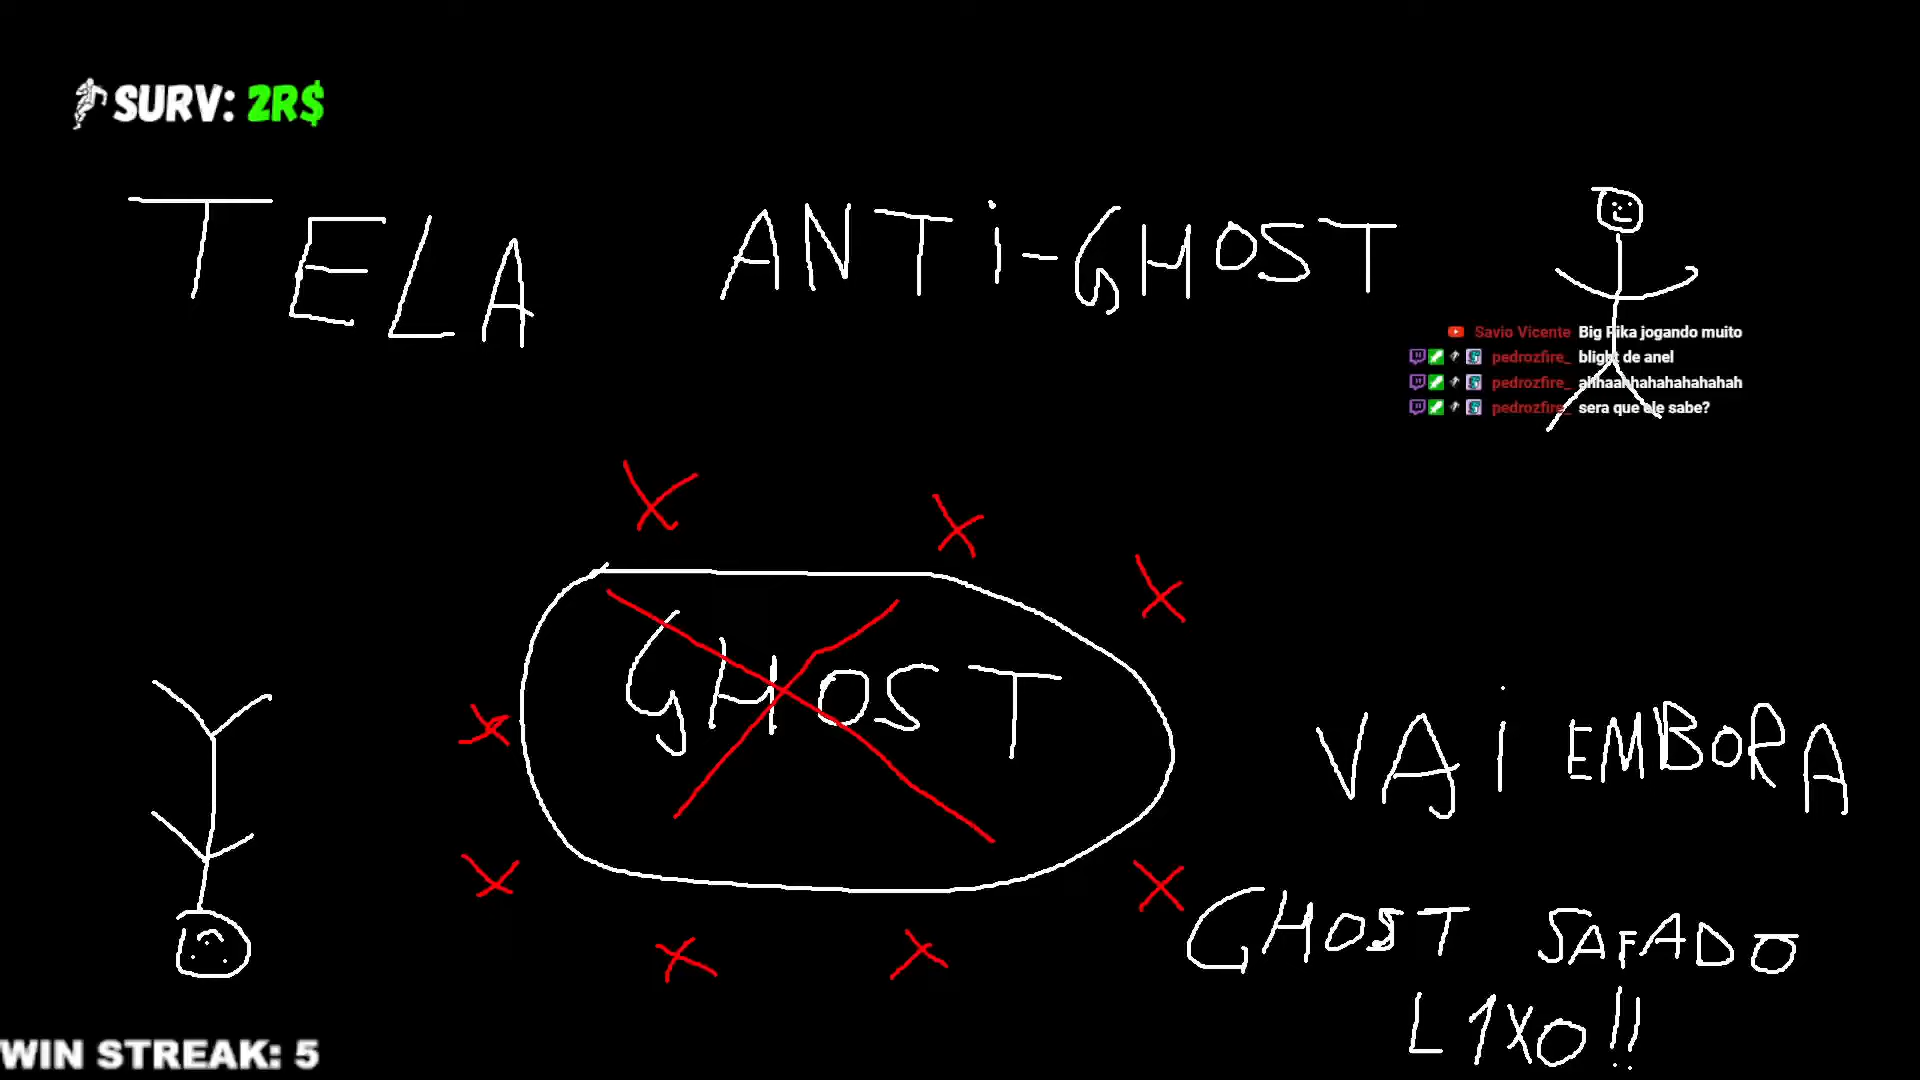 SURV: 2R$
TELA ANTi-GHOST
Savio Vicente Big Pika jogando muito
pedrozfire_ blight de anel
pedrozfire_ ahhaahhahahahahahah
pedrozfire_ sera que ele sabe?
GHOST
VAi EMBORA
GHOST SAFADO
L1XO!!
WIN STREAK: 5